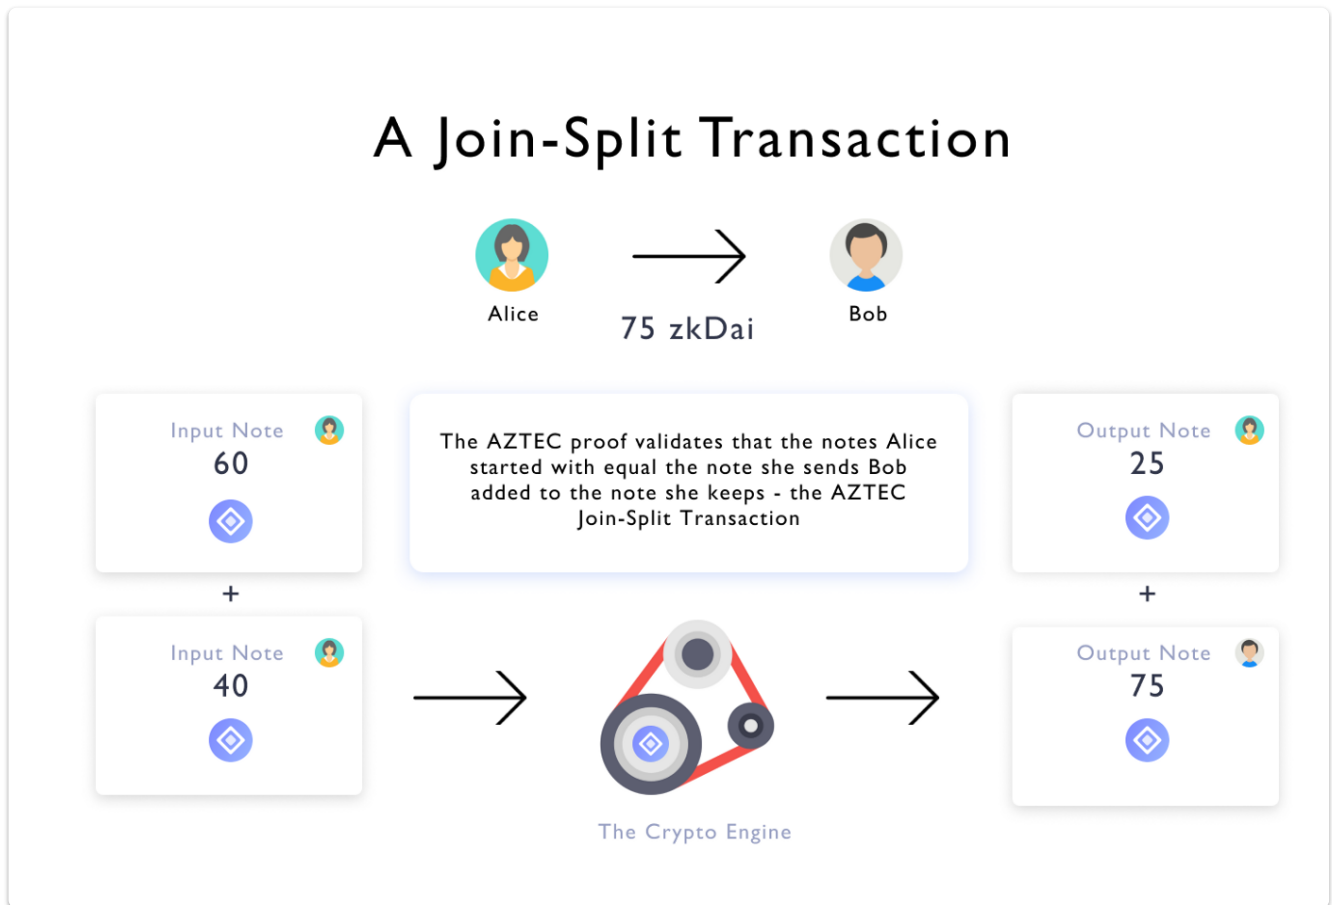 A Join-Split Transaction
Alice
75 zkDai
Bob
Input Note
60
+
Input Note
40
The AZTEC proof validates that the notes Alice
started with equal the note she sends Bob
added to the note she keeps - the AZTEC
Join-Split Transaction
The Crypto Engine
Output Note
25
+
Output Note
75